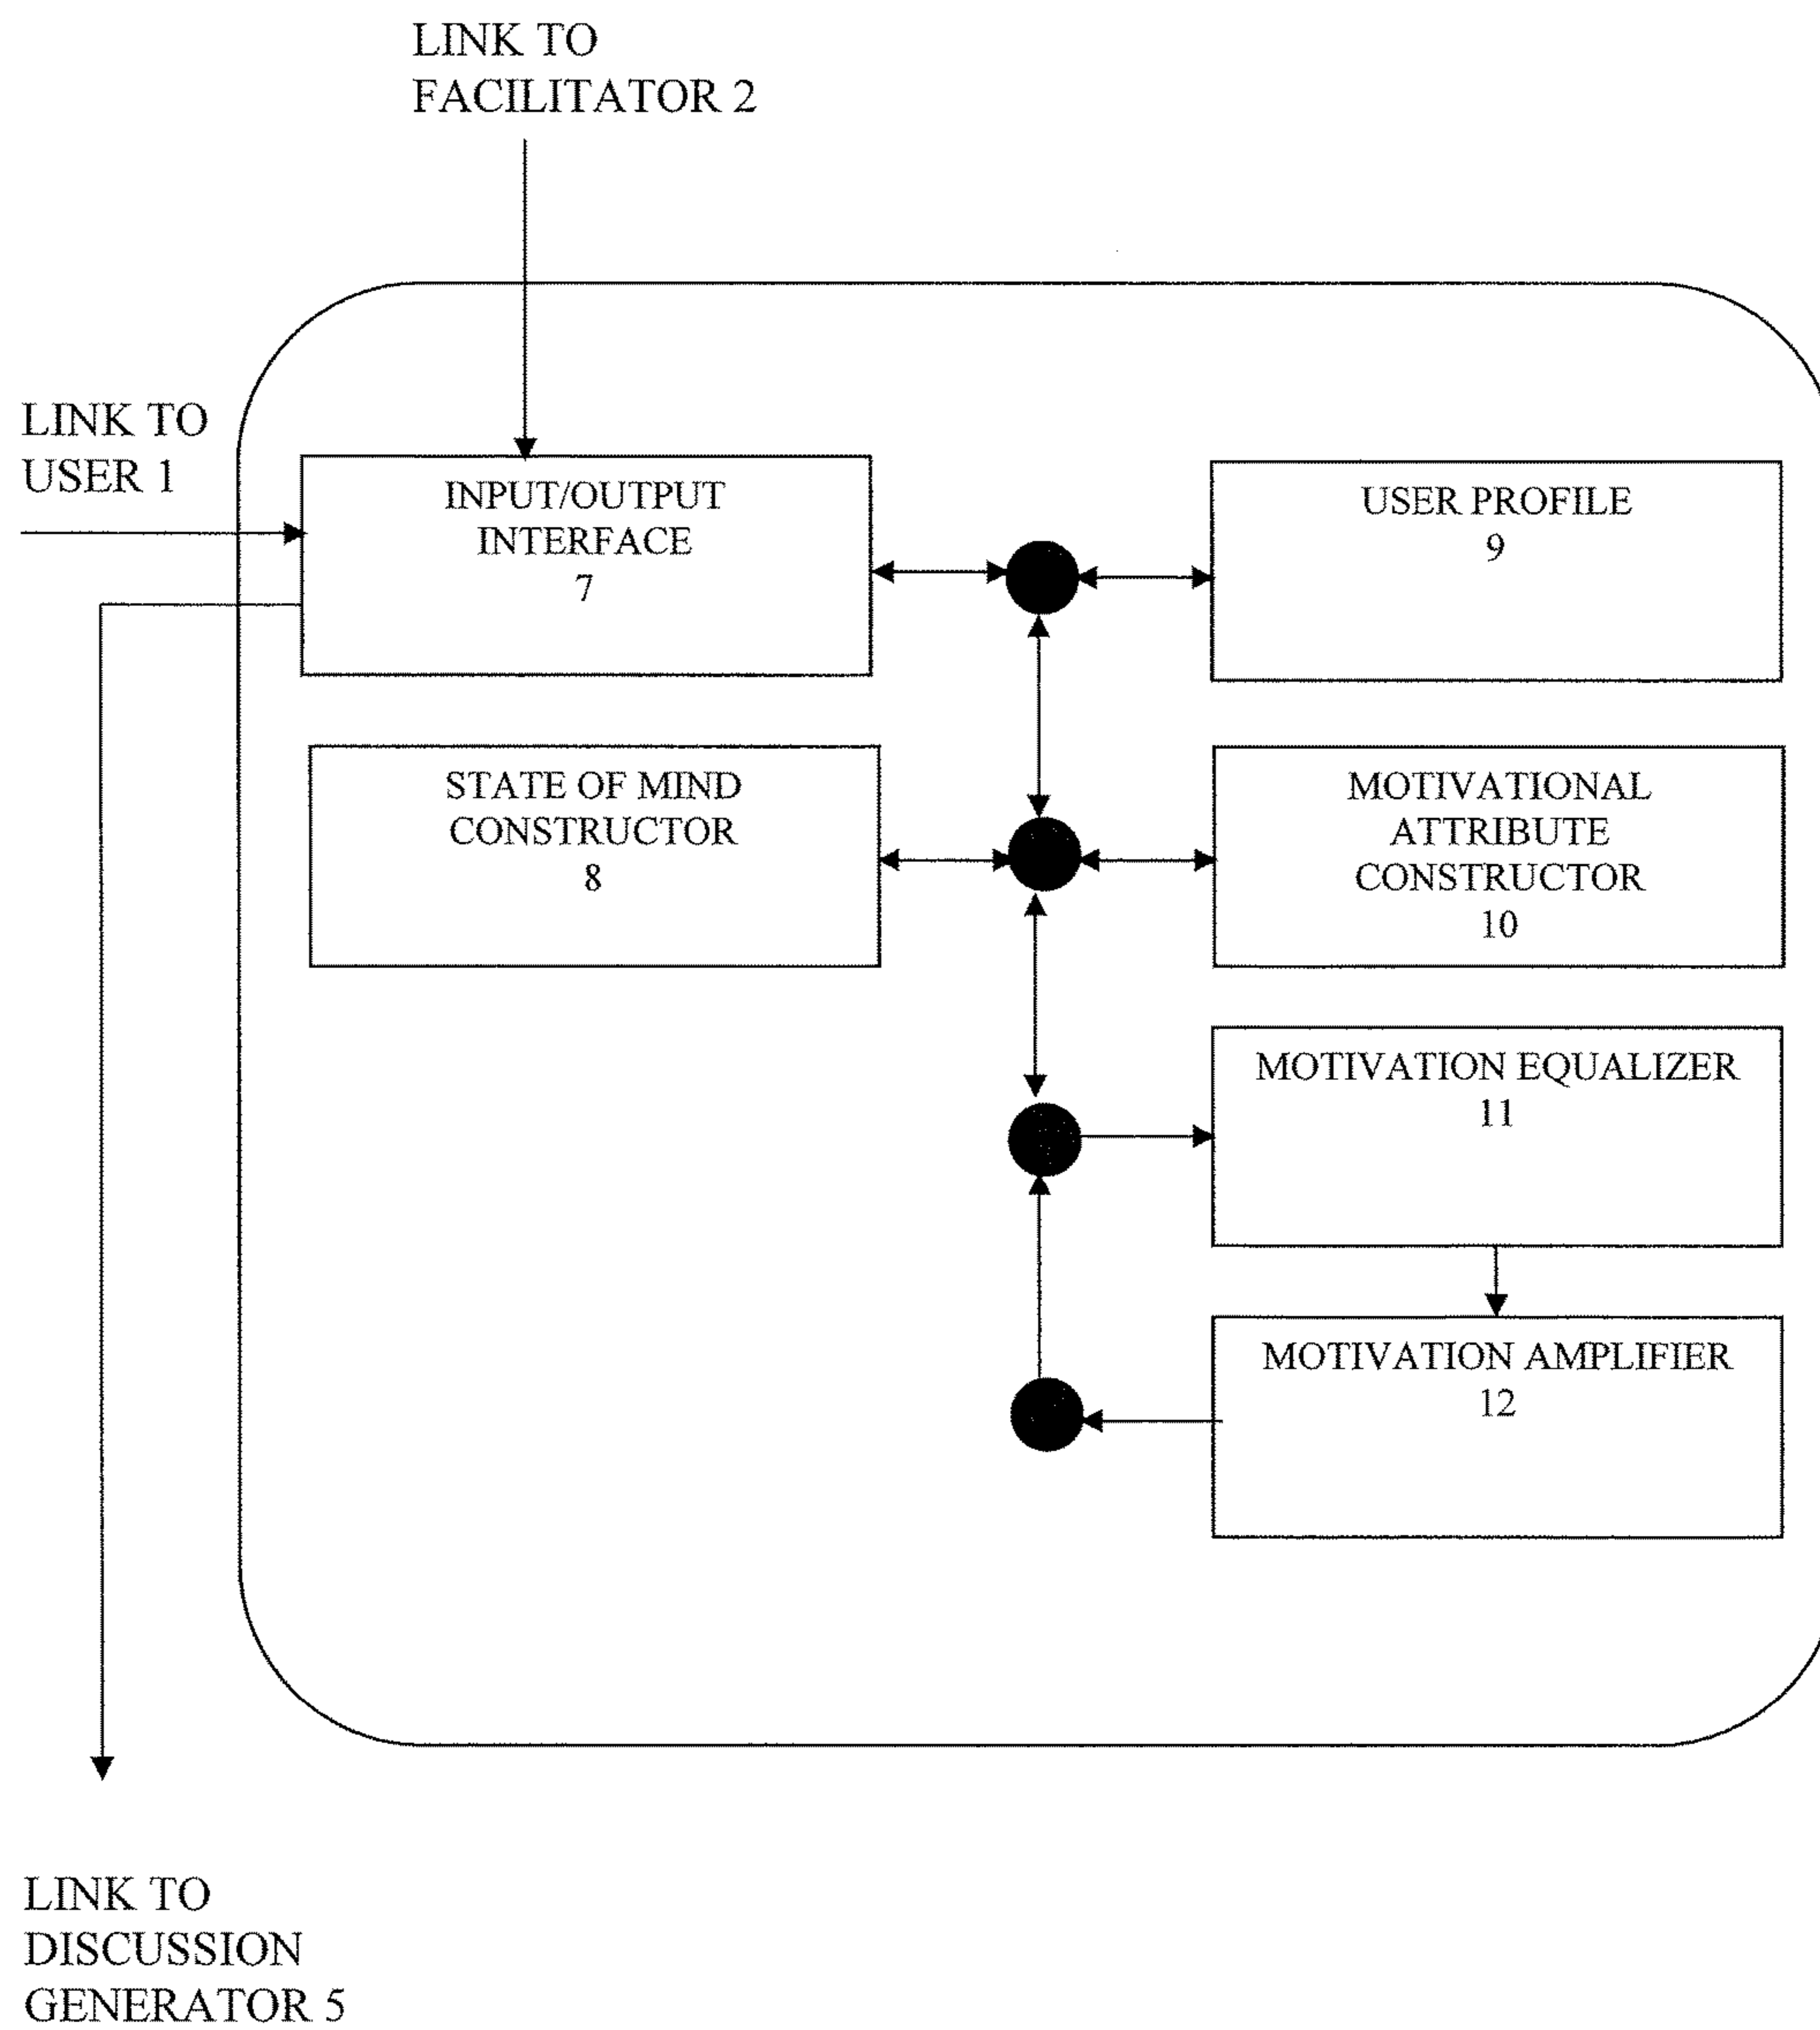 LINK TO
FACILITATOR 2
LINK TO
USER 1
INPUT/OUTPUT
INTERFACE
7
USER PROFILE
9
STATE OF MIND
CONSTRUCTOR
8
MOTIVATIONAL
ATTRIBUTE
CONSTRUCTOR
10
MOTIVATION EQUALIZER
11
MOTIVATION AMPLIFIER
12
LINK TO
DISCUSSION
GENERATOR 5